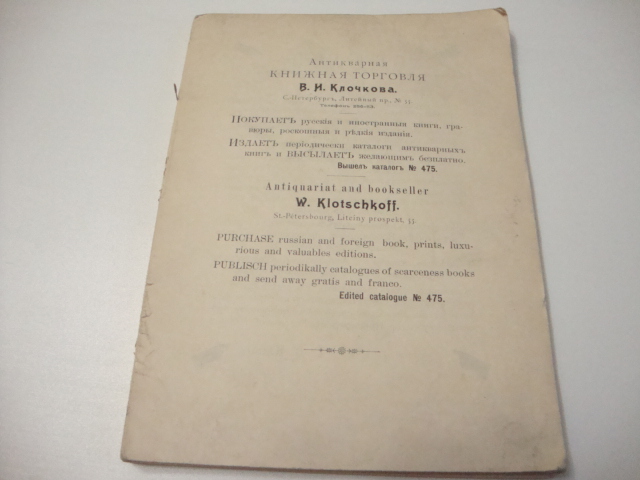 Антикварная
КНИЖНАЯ ТОРГОВЛЯ
В. И. Клочкова.
С.-Петербургъ, Литейный пр., №
Телефонъ
ПОКУПАЕТЪ русскія и иностранныя книги, гра-
вюры, роскошныя и рѣдкія изданія.
ИЗДАЕТЪ періодически каталоги антикварныхъ
книгъ и ВЫСЫЛАЕТЪ желающимъ безплатно.
Вышелъ каталогъ № 475.
Antiquariat and bookseller
W. Klotschkoff.
St.-Petersbourg, Liteiny prospekt.
PURCHASE russian and foreign book, prints, luxu-
rious and valuables editions.
PUBLISCH periodikally catalogues of scarceness books
and send away gratis and franco.
Edited catalogue № 475.